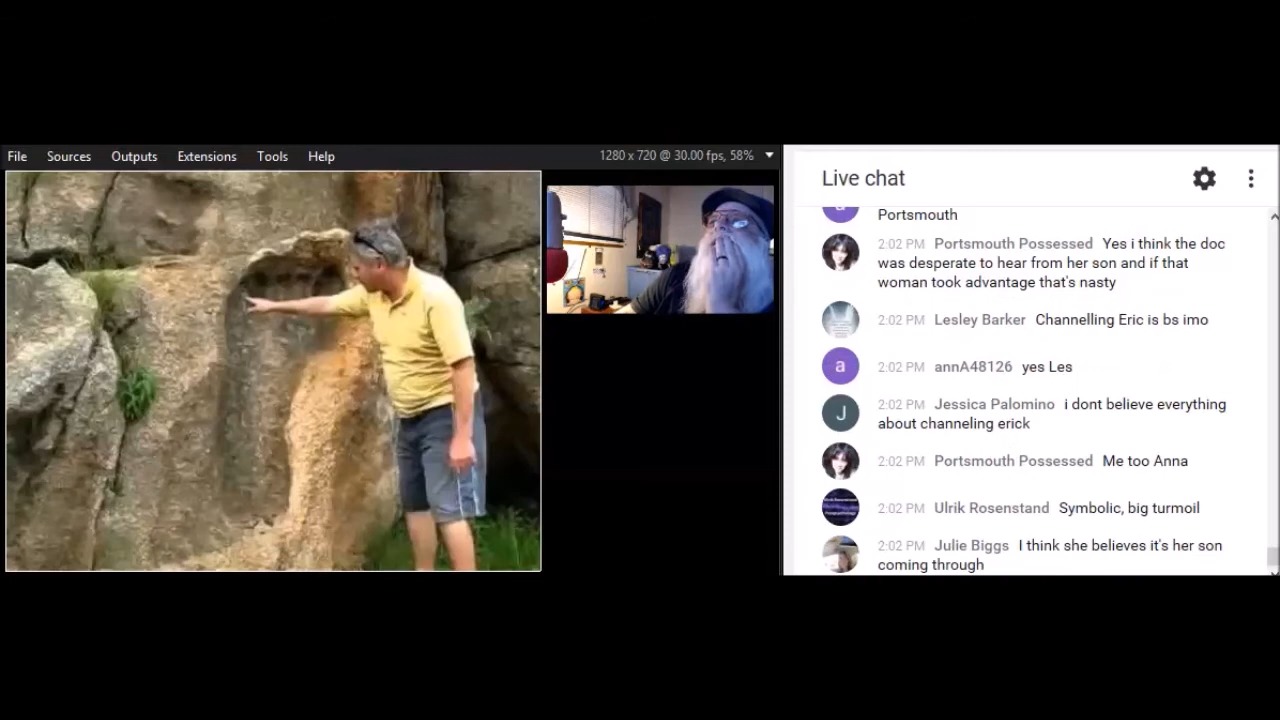 File Sources Outputs Extensions Tools Help
1280 x 720 @ 30.00 fps, 58%
Live chat
a
Portsmouth
2:02 PM Portsmouth Possessed Yes i think the doc
was desperate to hear from her son and if that
woman took advantage that's nasty
2:02 PM Lesley Barker Channelling Eric is bs imo
a
2:02 PM annA48126 yes Les
J
2:02 PM Jessica Palomino i dont believe everything
about channeling erick
2:02 PM Portsmouth Possessed Me too Anna
2:02 PM Ulrik Rosenstand Symbolic, big turmoil
2:02 PM Julie Biggs I think she believes it's her son
coming through